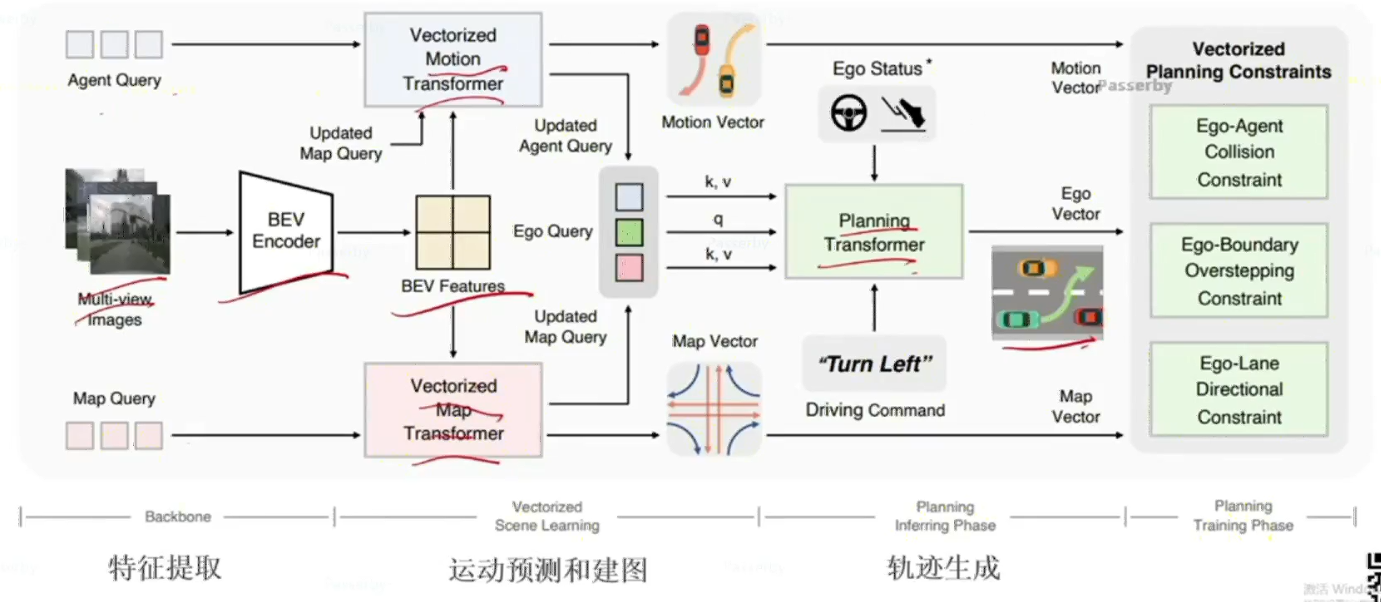 Agent Query
Vectorized
Motion
Transformer
Updated
Map Query
Updated
Agent Query
Motion Vector
Ego Status*
Motion
Vector
Passerby
Vectorized
Planning Constraints
Ego-Agent
Collision
Constraint
Multi-view
Images
BEV
Encoder
BEV Features
Ego Query
k, v
q
k, v
Planning
Transformer
Ego
Vector
Ego-Boundary
Overstepping
Constraint
Updated
Map Query
Map Query
Vectorized
Map
Transformer
Map Vector
“Turn Left”
Driving Command
Map
Vector
Ego-Lane
Directional
Constraint
Backbone
Vectorized
Scene Learning
Planning
Inferring Phase
Planning
Training Phase
特征提取
运动预测和建图
轨迹生成
激活 Windo